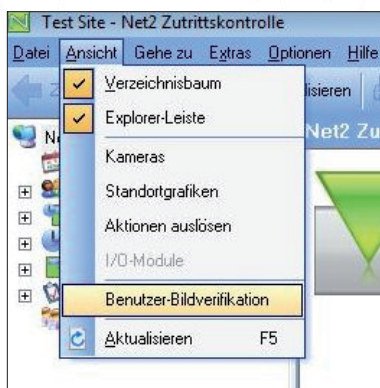 Test Site - Net2 Zutrittskontrolle
Datei Ansicht Gehe zu Extras Optionen Hilfe
Verzeichnisbaum
Explorer-Leiste
Kameras
Standortgrafiken
Aktionen auslösen
I/O-Module
Benutzer-Bildverifikation
Aktualisieren F5
Z
lisieren
N
Net2 Zu